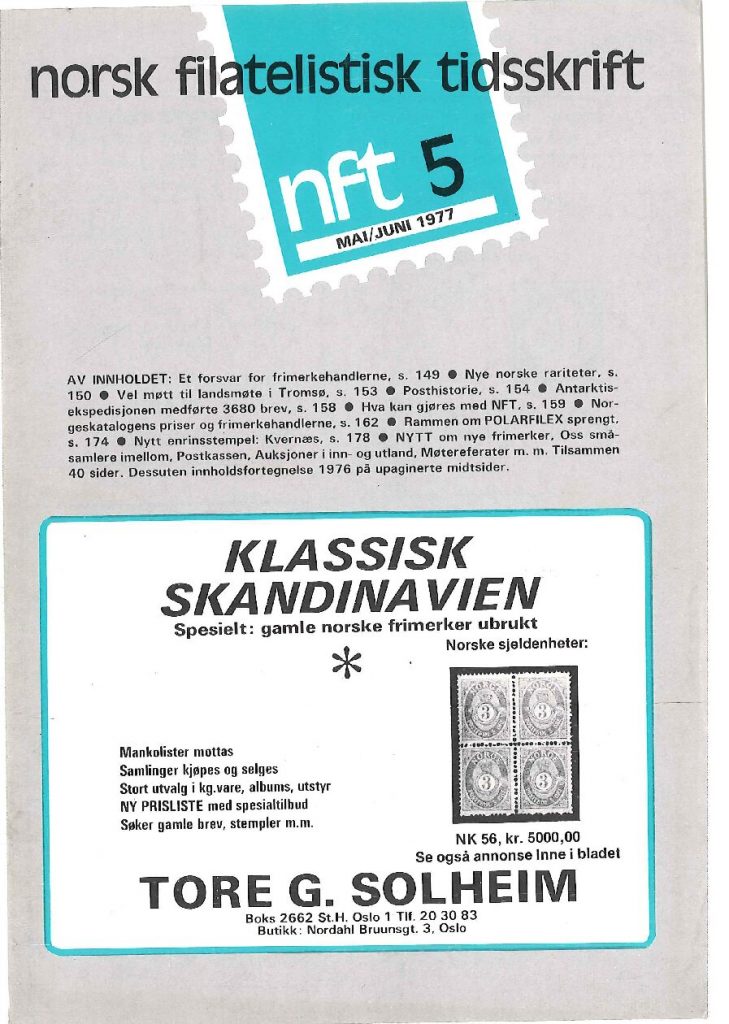 norsk filatelistisk tidsskrift
nft 5
MAI/JUNI 1977
AV INNHOLDET: Et forsvar for frimerkehandlerne, s. 149 ● Nye norske rariteter, s.
150 ● Vel møtt til landsmøte i Tromsø, s. 153 ● Posthistorie, s. 154 ● Antarktis-
ekspedisjonen medførte 3680 brev, s. 158 ● Hva kan gjøres med NFT, s. 159 ● Nor-
geskatalogens priser og frimerkehandlerne, s. 162 ● Rammen om POLARFILEX sprengt,
s. 174 ● Nytt enrinsstempel: Kvernæs, s. 178 ● NYTT om nye frimerker, Oss små-
samlere imellom, Postkassen, Auksjoner i inn- og utland, Møtereferater m. m. Tilsammen
40 sider. Dessuten innholdsfortegnelse 1976 på upaginerte midtsider.
KLASSISK
SKANDINAVIEN
Spesielt: gamle norske frimerker ubrukt
*
Norske sjeldenheter:
NORGE NORGE
3 3
3 3
Mankolister mottas
Samlinger kjøpes og selges
Stort utvalg i kg.vare, albums, utstyr
NY PRISLISTE med spesialtilbud
Søker gamle brev, stempler m.m.
NK 56, kr. 5000,00
Se også annonse Inne i bladet
TORE G. SOLHEIM
Boks 2662 St.H. Oslo 1 Tlf. 20 30 83
Butikk: Nordahl Bruunsgt. 3, Oslo